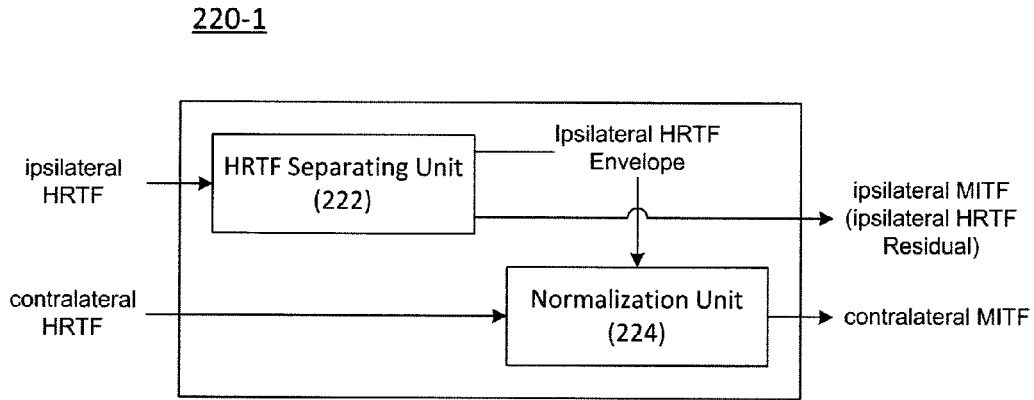 220-1
ipsilateral
HRTF
HRTF Separating Unit
(222)
Ipsilateral HRTF
Envelope
ipsilateral MITF
(ipsilateral HRTF
Residual)
contralateral
HRTF
Normalization Unit
(224)
contralateral MITF